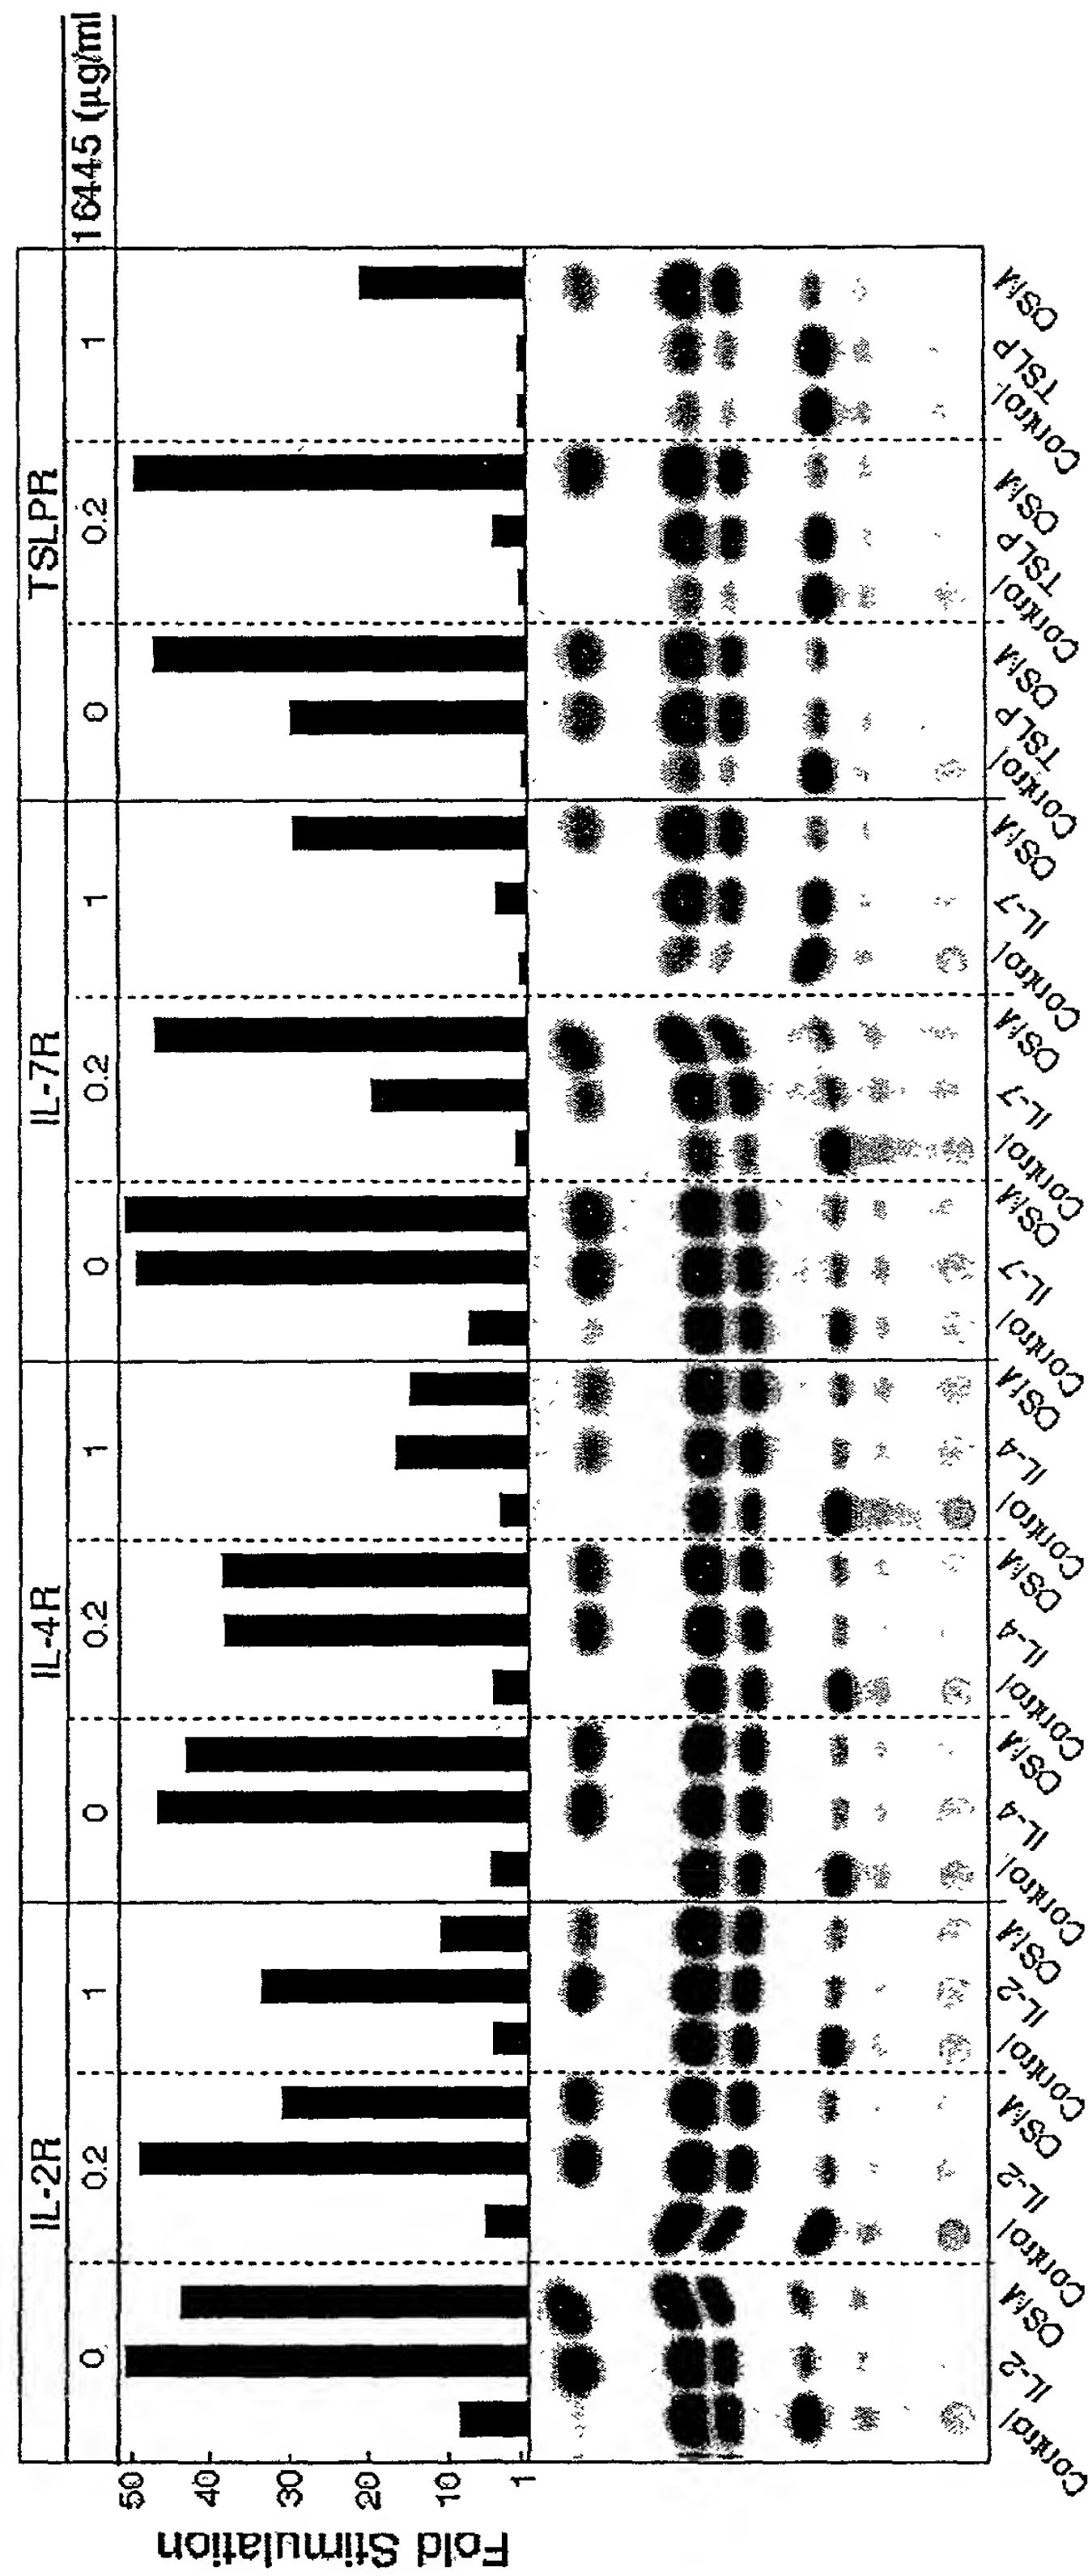 IL-2R IL-4R IL-7R TSLPR
0 0.2 1 0 0.2 1 0 0.2 1 0 0.2 1 16445 (µg/ml
Fold Stimulation
50
40
30
20
10
1
Control IL-2 OSM Control IL-2 OSM Control IL-2 OSM Control IL-4 OSM Control IL-4 OSM Control IL-4 OSM Control IL-7 OSM Control IL-7 OSM Control IL-7 OSM Control TSLP OSM Control TSLP OSM Control TSLP OSM